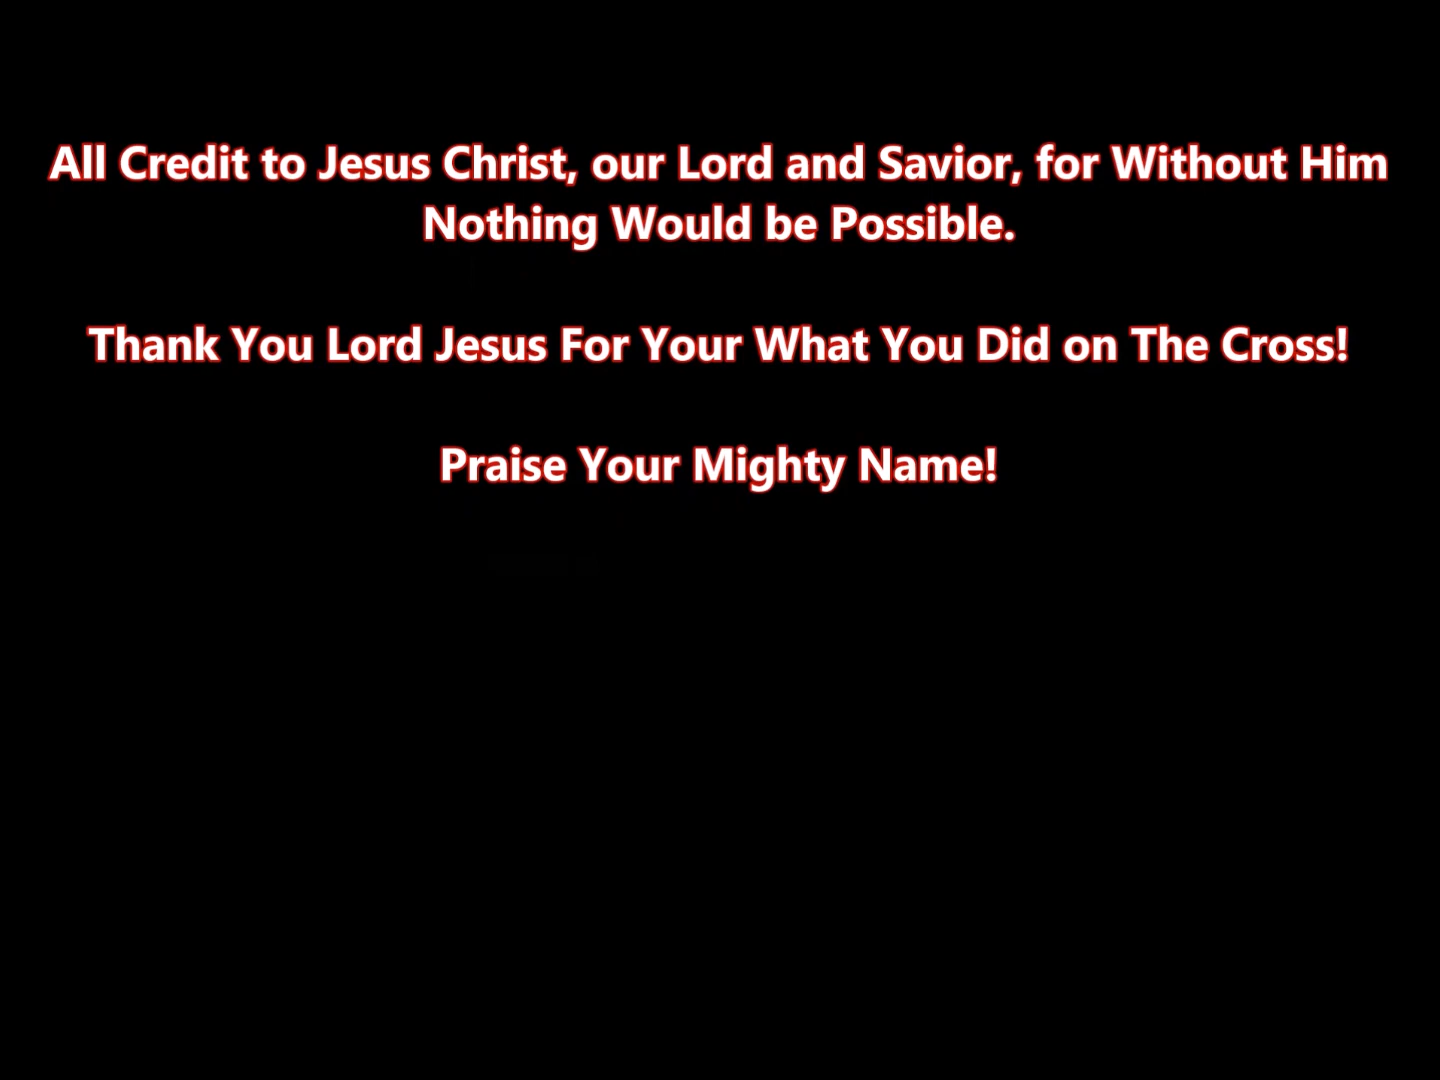 All Credit to Jesus Christ, our Lord and Savior, for Without Him
Nothing Would be Possible.
Thank You Lord Jesus For Your What You Did on The Cross!
Praise Your Mighty Name!